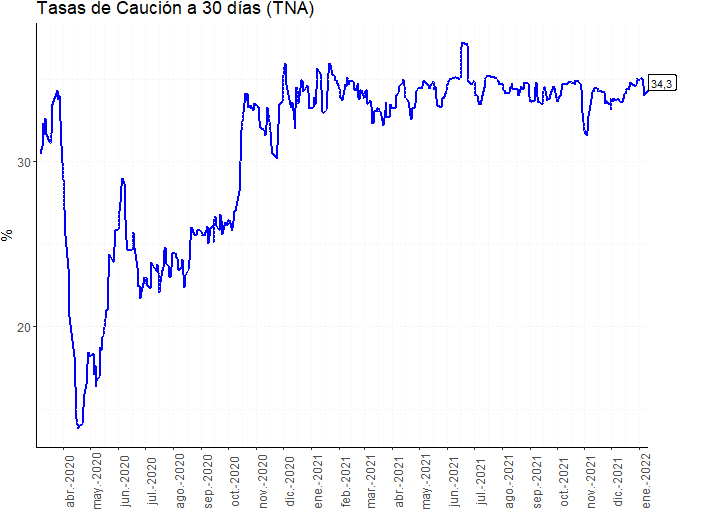 Tasas de Caución a 30 días (TNA)
34,3
30
20
%
abr.-2020
may.-2020
jun.-2020
jul.-2020
ago.-2020
sep.-2020
oct.-2020
nov.-2020
dic.-2020
ene.-2021
feb.-2021
mar.-2021
abr.-2021
may.-2021
jun.-2021
jul.-2021
ago.-2021
sep.-2021
oct.-2021
nov.-2021
dic.-2021
ene.-2022